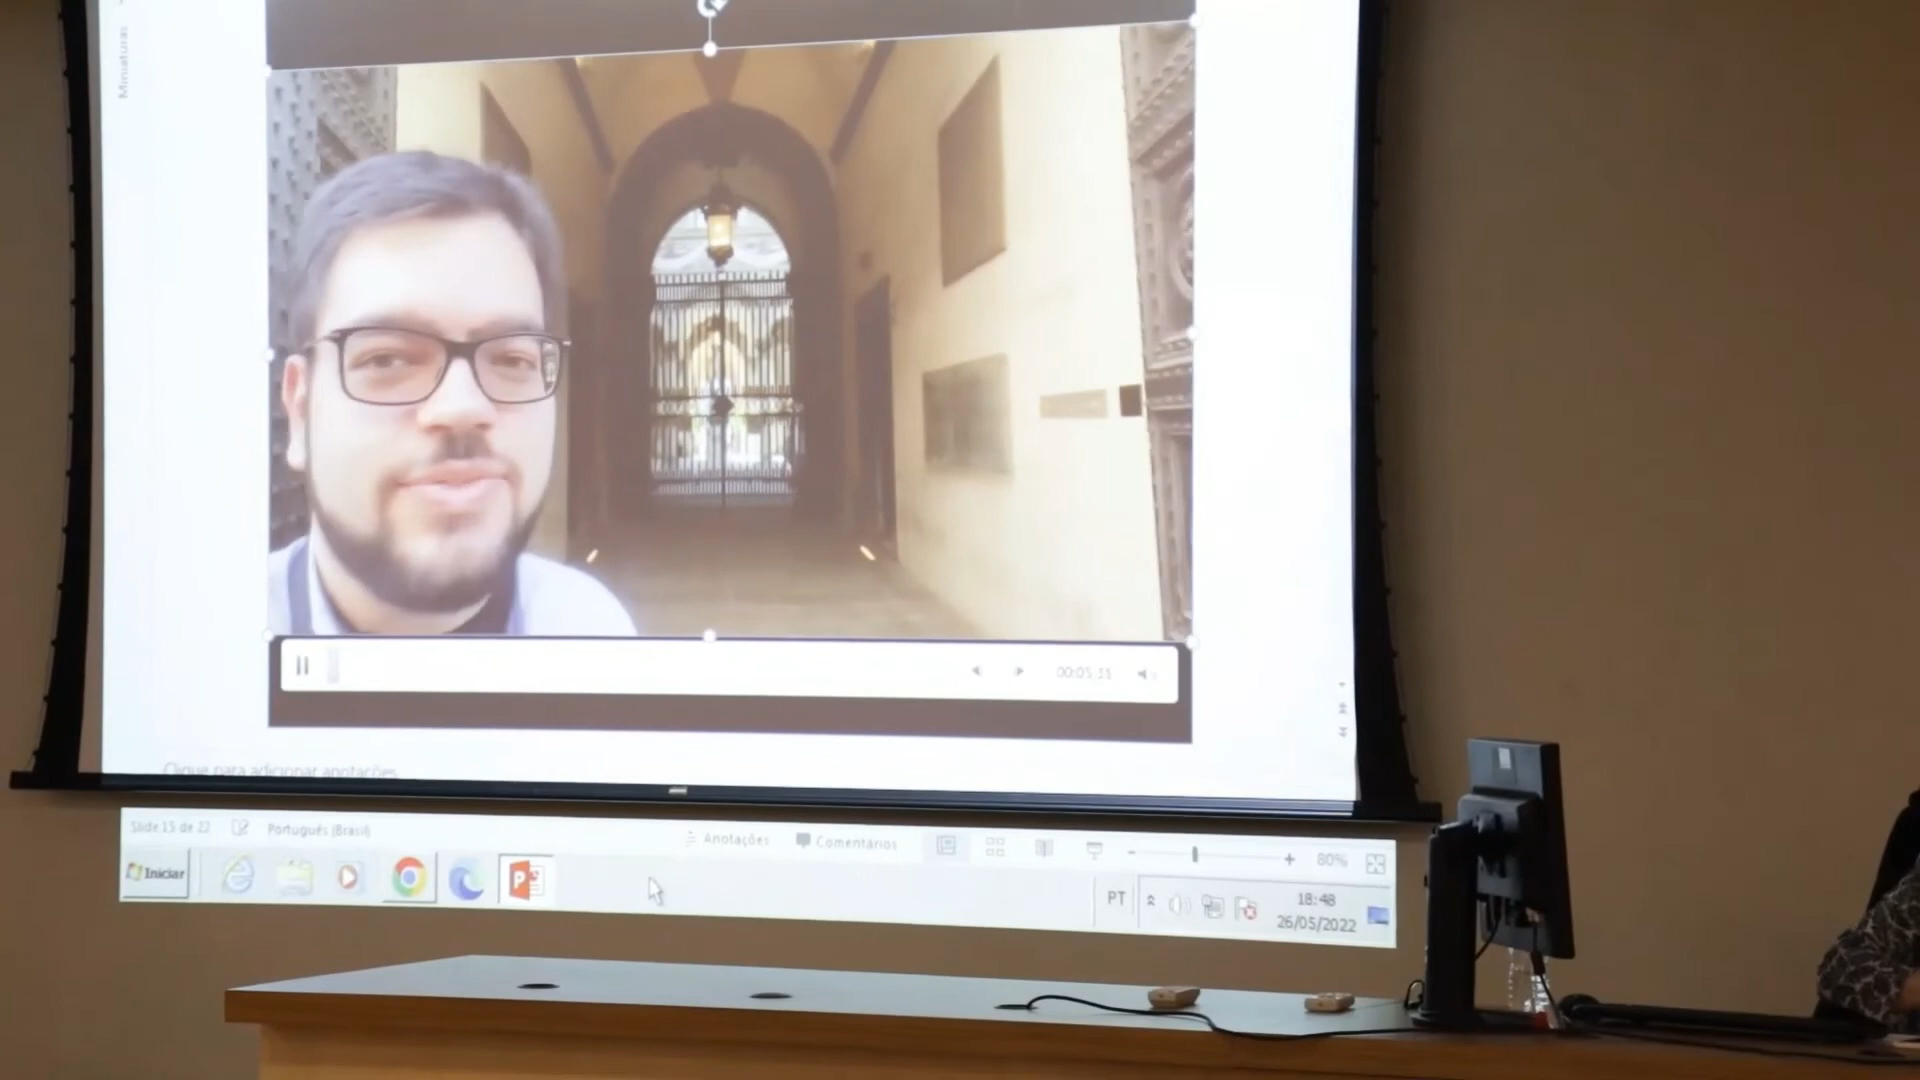 Miniaturas
00:05,33
Clique para adicionar anotações
Slide 15 de 22 Português (Brasil) Anotações Comentários 80%
Iniciar PT 18:48
26/05/2022